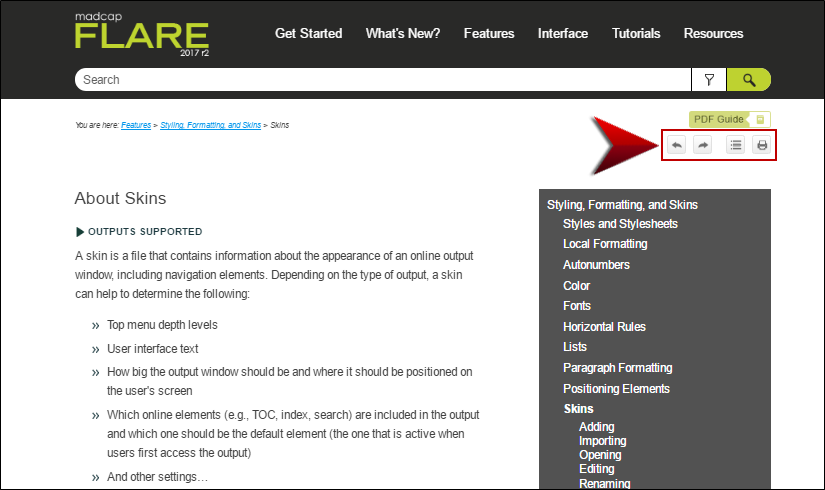 madcap
FLARE
2017 r2
Get Started What's New? Features Interface Tutorials Resources
Search
You are here: Features > Styling, Formatting, and Skins > Skins
PDF Guide
About Skins
OUTPUTS SUPPORTED
A skin is a file that contains information about the appearance of an online output
window, including navigation elements. Depending on the type of output, a skin
can help to determine the following:
» Top menu depth levels
» User interface text
» How big the output window should be and where it should be positioned on
the user's screen
» Which online elements (e.g., TOC, index, search) are included in the output
and which one should be the default element (the one that is active when
users first access the output)
» And other settings…
Styling, Formatting, and Skins
Styles and Stylesheets
Local Formatting
Autonumbers
Color
Fonts
Horizontal Rules
Lists
Paragraph Formatting
Positioning Elements
Skins
Adding
Importing
Opening
Editing
Renaming